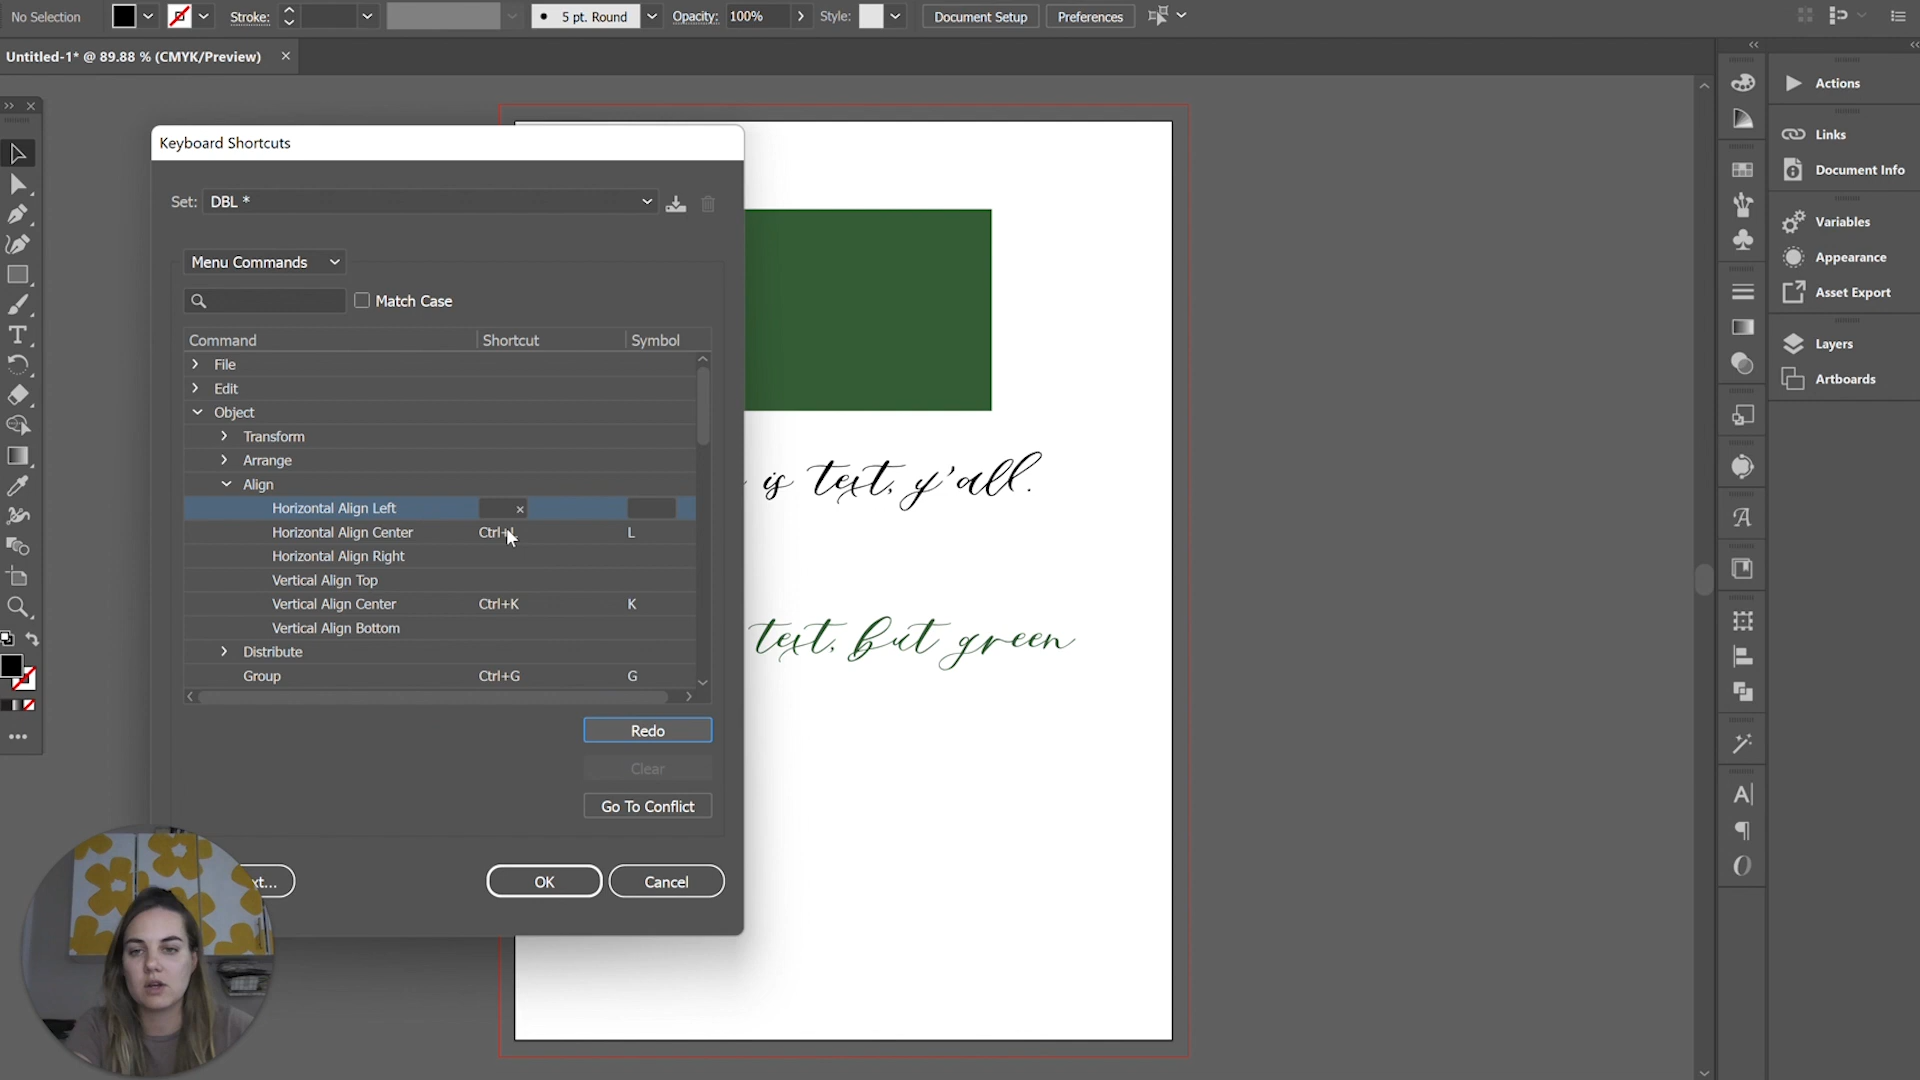 No Selection
Stroke:
5 pt. Round
Opacity: 100%
Style:
Document Setup
Preferences
Untitled-1* @ 89.88 % (CMYK/Preview)
Keyboard Shortcuts
Set: DBL *
Menu Commands
Match Case
Command Shortcut Symbol
File
Edit
Object
Transform
Arrange
Align
Horizontal Align Left
Horizontal Align Center Ctrl+L L
Horizontal Align Right
Vertical Align Top
Vertical Align Center Ctrl+K K
Vertical Align Bottom
Distribute
Group Ctrl+G G
Redo
Clear
Go To Conflict
OK
Cancel
is text, y'all.
text, but green
Actions
Links
Document Info
Variables
Appearance
Asset Export
Layers
Artboards